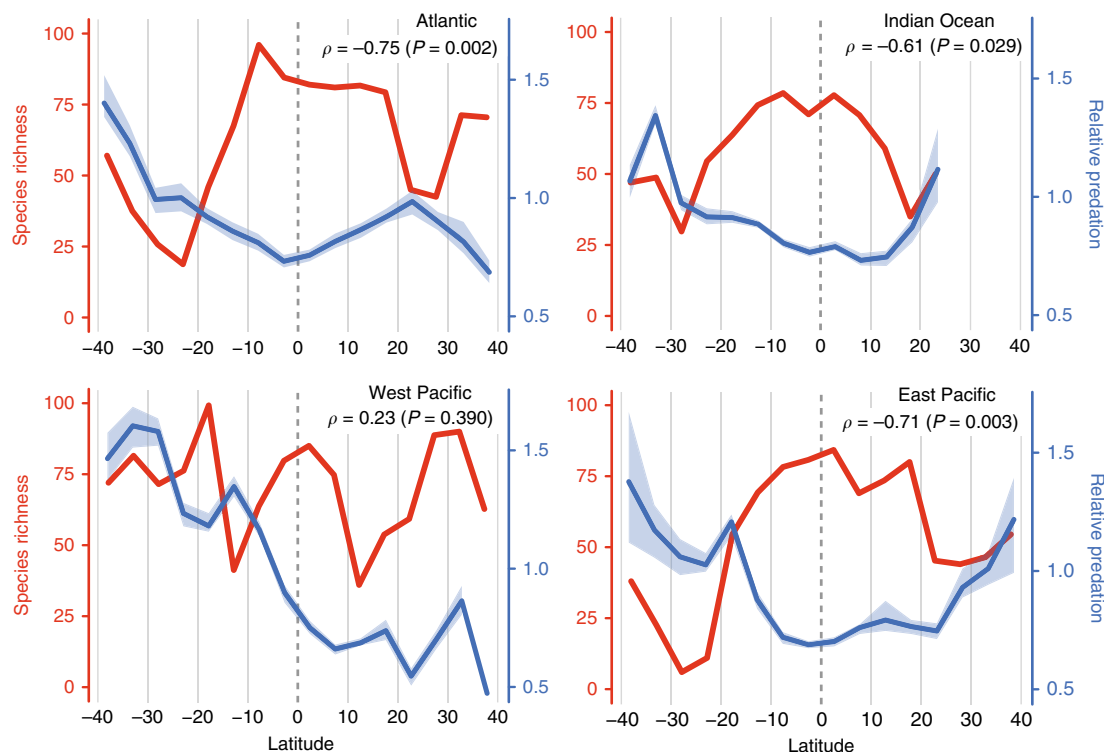 Atlantic
ρ = –0.75 (P = 0.002)
100
75
50
25
0
Species richness
1.5
1.0
0.5
–40 –30 –20 –10 0 10 20 30 40
Indian Ocean
ρ = –0.61 (P = 0.029)
100
75
50
25
0
1.5
1.0
0.5
Relative predation
–40 –30 –20 –10 0 10 20 30 40
West Pacific
ρ = 0.23 (P = 0.390)
100
75
50
25
0
Species richness
1.5
1.0
0.5
–40 –30 –20 –10 0 10 20 30 40
Latitude
East Pacific
ρ = –0.71 (P = 0.003)
100
75
50
25
0
1.5
1.0
0.5
Relative predation
–40 –30 –20 –10 0 10 20 30 40
Latitude